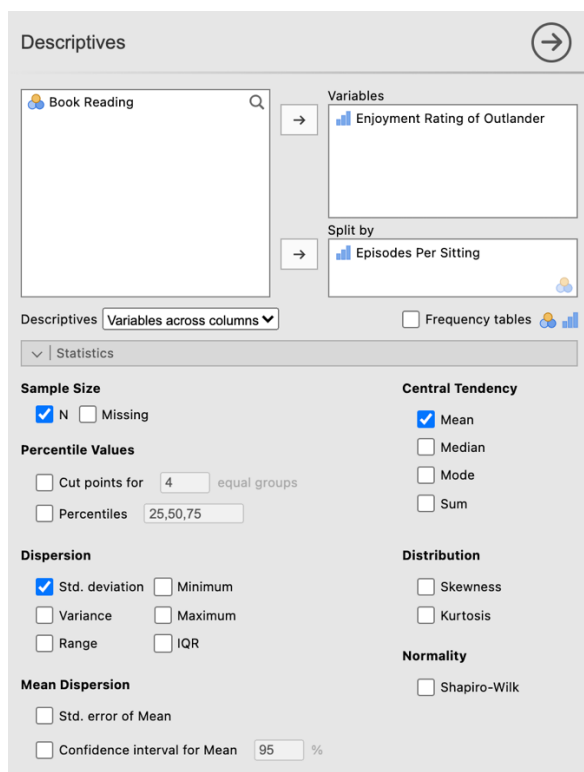 Descriptives
Book Reading
Variables
Enjoyment Rating of Outlander
Split by
Episodes Per Sitting
Descriptives Variables across columns
Frequency tables
Statistics
Sample Size
N Missing
Percentile Values
Cut points for 4 equal groups
Percentiles 25,50,75
Dispersion
Std. deviation Minimum
Variance Maximum
Range IQR
Mean Dispersion
Std. error of Mean
Confidence interval for Mean 95 %
Central Tendency
Mean
Median
Mode
Sum
Distribution
Skewness
Kurtosis
Normality
Shapiro-Wilk